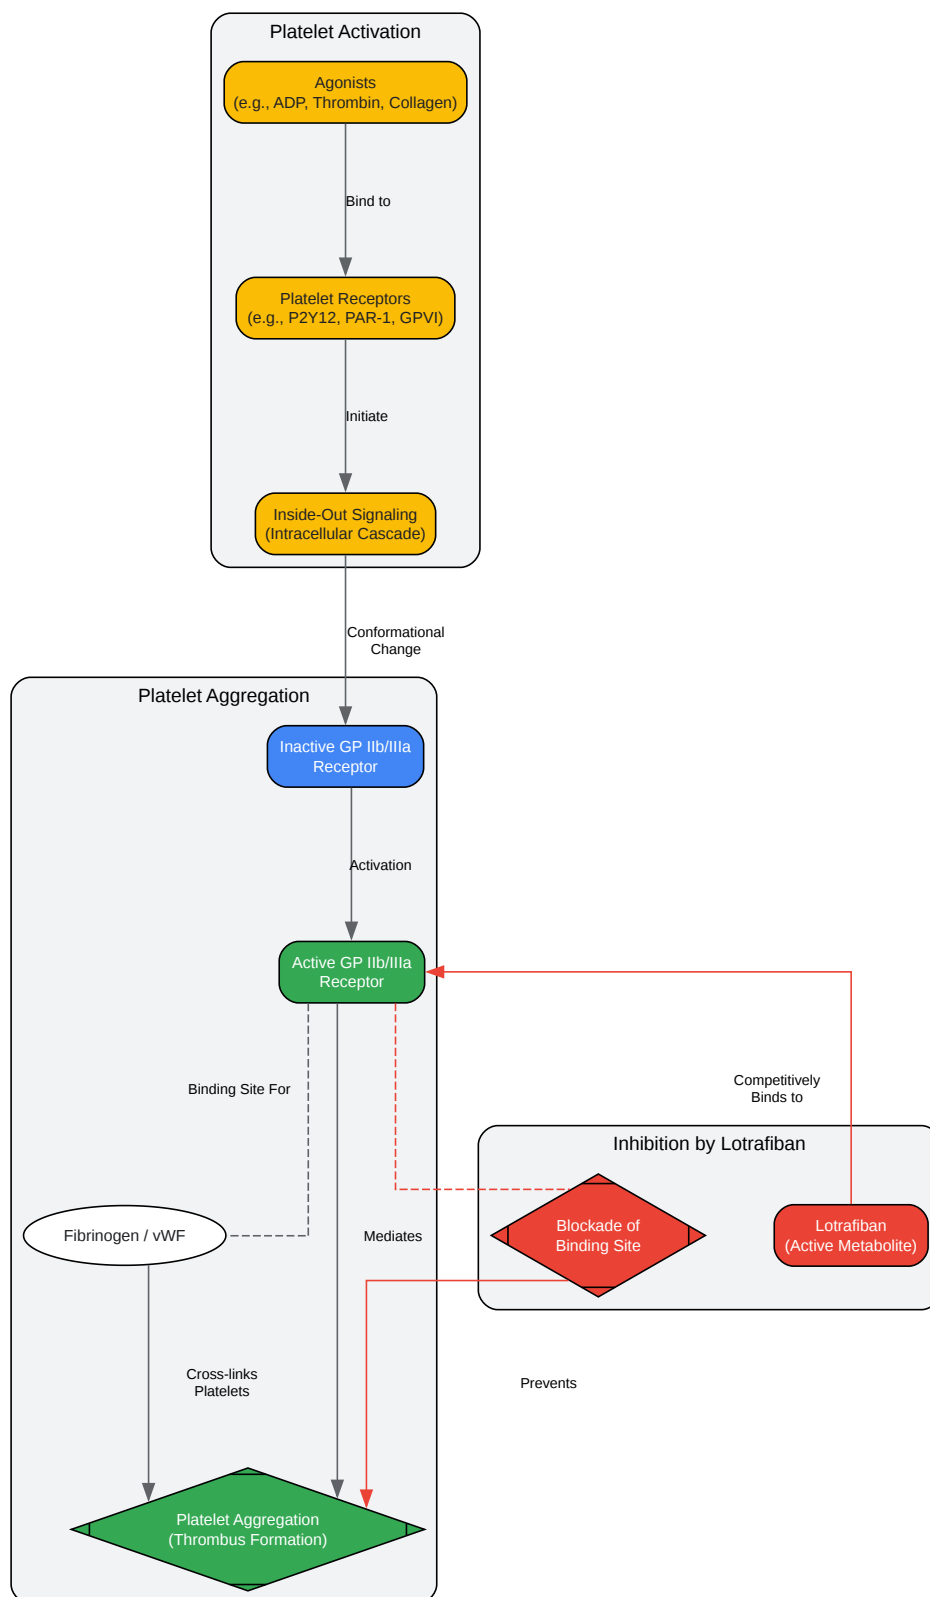 Platelet Activation
Agonists
(e.g., ADP, Thrombin, Collagen)
Bind to
Platelet Receptors
(e.g., P2Y12, PAR-1, GPVI)
Initiate
Inside-Out Signaling
(Intracellular Cascade)
Conformational
Change
Platelet Aggregation
Inactive GP IIb/IIIa
Receptor
Activation
Active GP IIb/IIIa
Receptor
Binding Site For
Competitively
Binds to
Inhibition by Lotrafiban
Fibrinogen / vWF
Mediates
Blockade of
Binding Site
Lotrafiban
(Active Metabolite)
Cross-links
Platelets
Prevents
Platelet Aggregation
(Thrombus Formation)